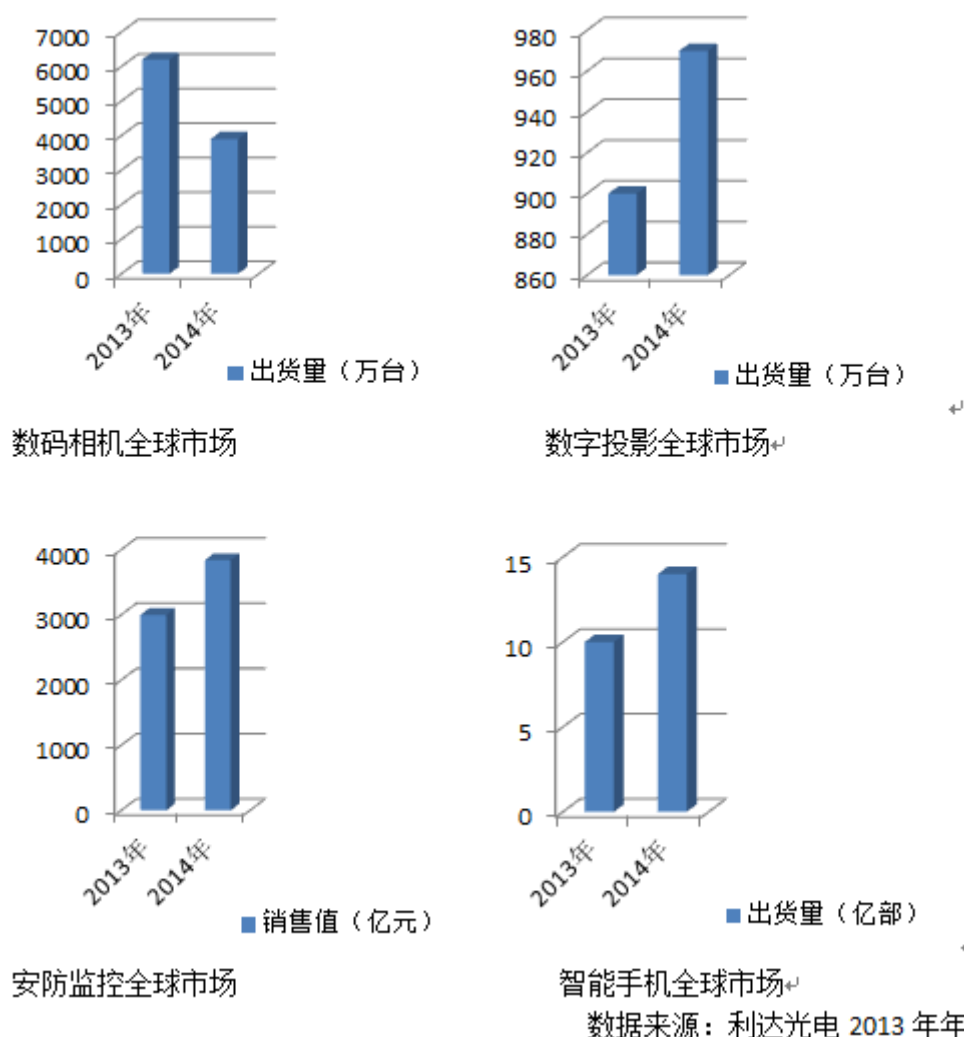 7000
6000
5000
4000
3000
2000
1000
0
2013年
2014年
出货量（万台）
数码相机全球市场
980
960
940
920
900
880
860
2013年
2014年
出货量（万台）
数字投影全球市场
4000
3000
2000
1000
0
2013年
2014年
销售值（亿元）
安防监控全球市场
15
10
5
0
2013年
2014年
出货量（亿部）
智能手机全球市场
数据来源：利达光电 2013 年年